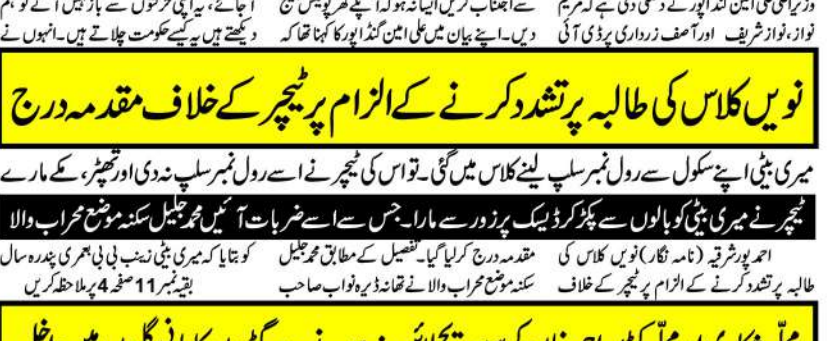 وزیراعلیٰ علی امین گنڈاپور نے دھمکی دی ہے کہ مریم
نواز، نواز شریف اور آصف زرداری پر ڈی آئی
سے اجتناب کریں ایسا نہ ہو کہ اپنے گھر پولیس بھیج
دیں۔ اپنے بیان میں علی امین گنڈاپور کا کہنا تھا کہ
آ جائے، یہ اپنی حرکتوں سے باز نہیں آئے تو ہم
دیکھتے ہیں یہ کیسے حکومت چلاتے ہیں۔ انہوں نے
نویں کلاس کی طالبہ پر تشدد کرنے کے الزام پر ٹیچر کے خلاف مقدمہ درج
میری بیٹی اپنے سکول سے رول نمبر سلپ لینے کلاس میں گئی۔ تو اس کی ٹیچر نے اسے رول نمبر سلپ نہ دی اور تھپڑ، مکے مارے
ٹیچر نے میری بیٹی کو بالوں سے پکڑ کر ڈیسک پر زور سے مارا۔ جس سے اسے ضربات آئیں محمد جلیل سکنہ موضع محراب والا
احمد پور شرقیہ (نامہ نگار) نویں کلاس کی
طالبہ پر تشدد کرنے کے الزام پر ٹیچر کے خلاف
مقدمہ درج کر لیا گیا۔ تفصیل کے مطابق محمد جلیل
سکنہ موضع محراب والا نے تھانہ ڈیرہ نواب صاحب
کو بتایا کہ میری بیٹی زینب بی بی بعمری پندرہ سال
بقیہ نمبر 11 صفحہ 4 پر ملاحظہ کریں